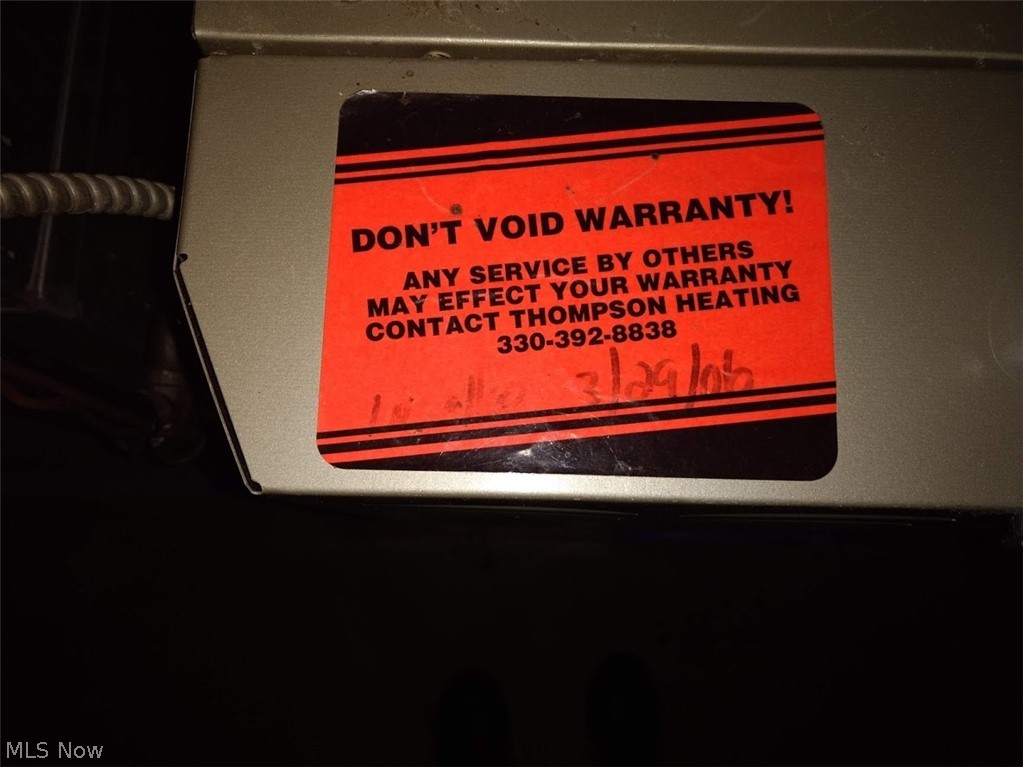 DON'T VOID WARRANTY!
ANY SERVICE BY OTHERS
MAY EFFECT YOUR WARRANTY
CONTACT THOMPSON HEATING
330-392-8838
3/29/06
MLS Now